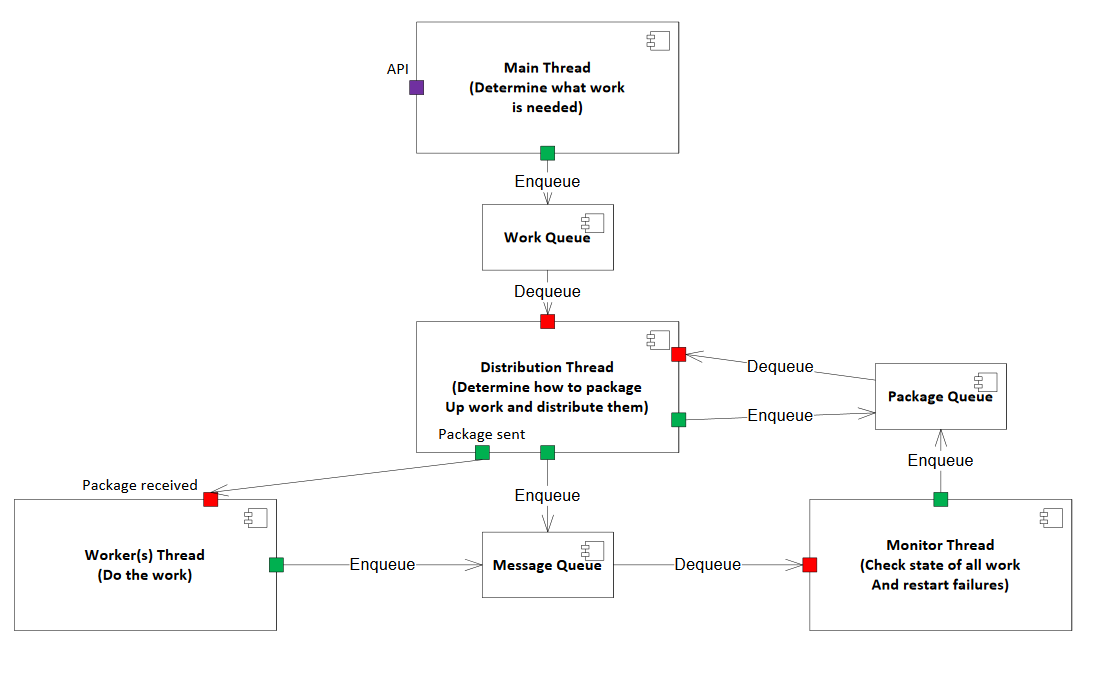 API
Main Thread
(Determine what work
is needed)
Enqueue
Work Queue
Dequeue
Distribution Thread
(Determine how to package
Up work and distribute them)
Package sent
Dequeue
Enqueue
Package Queue
Enqueue
Package received
Enqueue
Worker(s) Thread
(Do the work)
Enqueue
Message Queue
Dequeue
Monitor Thread
(Check state of all work
And restart failures)